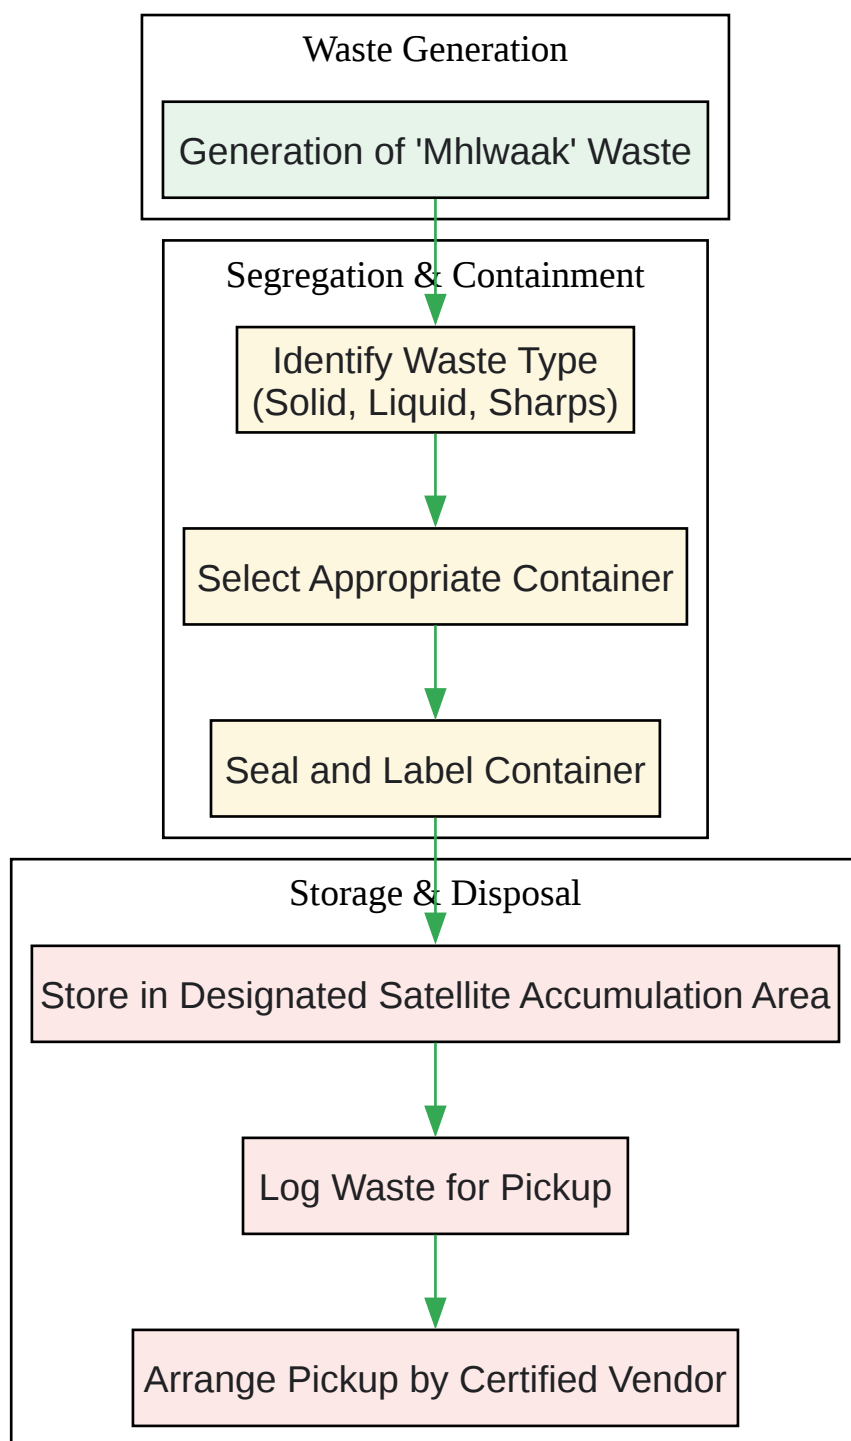 Waste Generation
Generation of 'Mhlwaak' Waste
Segregation & Containment
Identify Waste Type
(Solid, Liquid, Sharps)
Select Appropriate Container
Seal and Label Container
Storage & Disposal
Store in Designated Satellite Accumulation Area
Log Waste for Pickup
Arrange Pickup by Certified Vendor